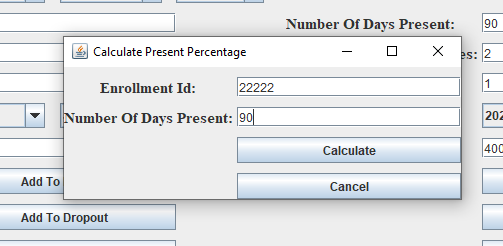 Number Of Days Present:
90
Calculate Present Percentage
es:
2
Enrollment Id:
22222
1
Number Of Days Present:
90
202
Calculate
400
Add To
Cancel
Add To Dropout